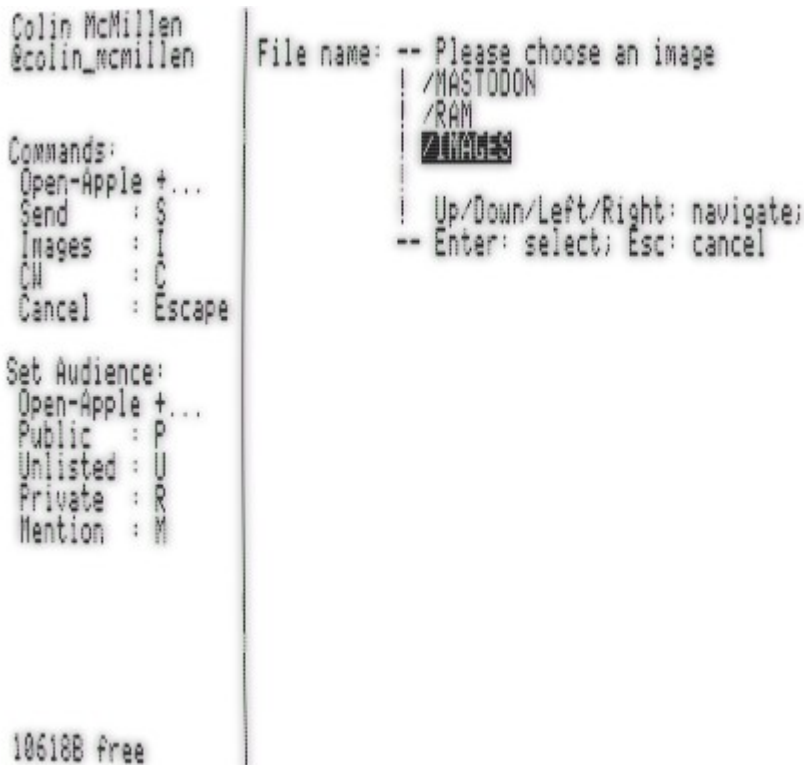 Colin McMillen
@colin_mcmillen
Commands:
Open-Apple +...
Send : S
Images : I
CW : C
Cancel : Escape
Set Audience:
Open-Apple +...
Public : P
Unlisted : U
Private : R
Mention : M
10618B free
File name: -- Please choose an image
! /MASTODON
! /RAM
! /IMAGES
!
! Up/Down/Left/Right: navigate;
-- Enter: select; Esc: cancel